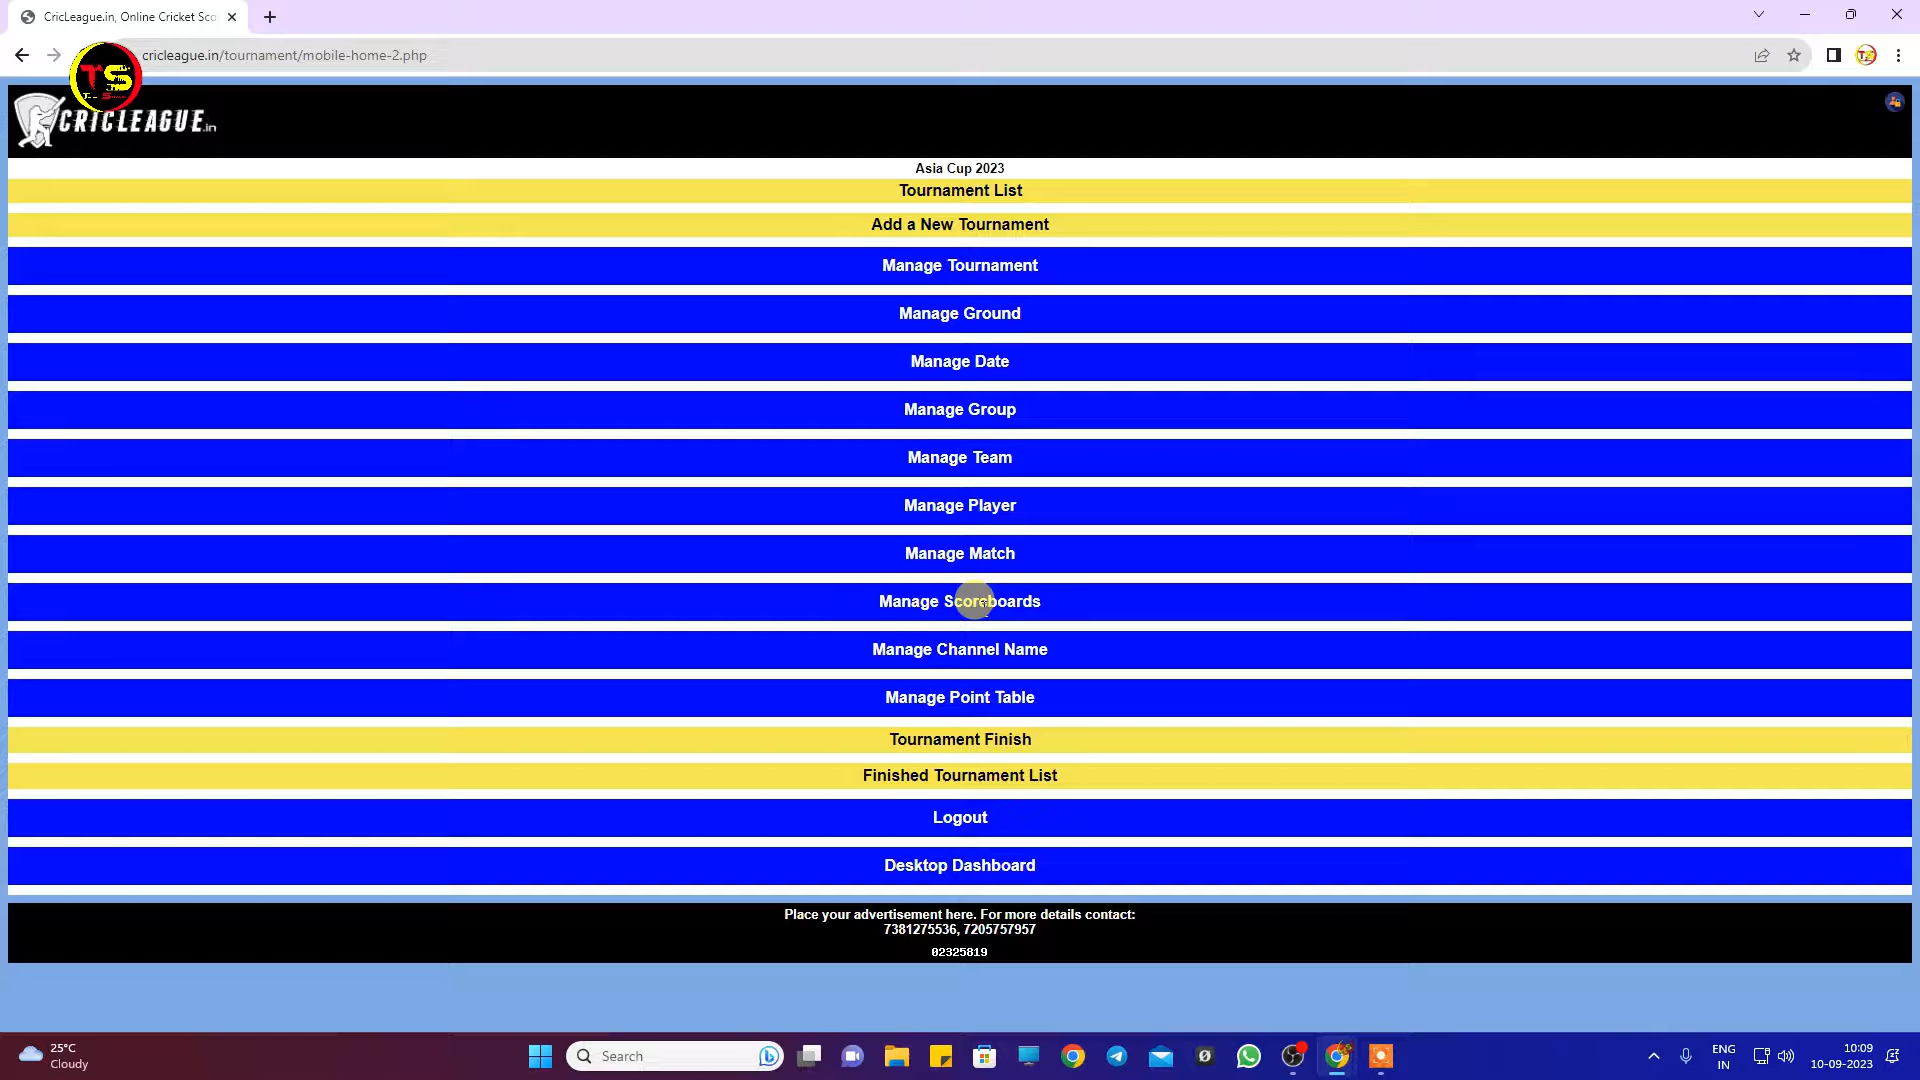 CricLeague.in, Online Cricket Sco
cricleague.in/tournament/mobile-home-2.php
TS
CRICLEAGUE.in
Asia Cup 2023
Tournament List
Add a New Tournament
Manage Tournament
Manage Ground
Manage Date
Manage Group
Manage Team
Manage Player
Manage Match
Manage Scoreboards
Manage Channel Name
Manage Point Table
Tournament Finish
Finished Tournament List
Logout
Desktop Dashboard
Place your advertisement here. For more details contact:
7381275536, 7205757957
02325819
25°C
Cloudy
Search
ENG
IN
10:09
10-09-2023